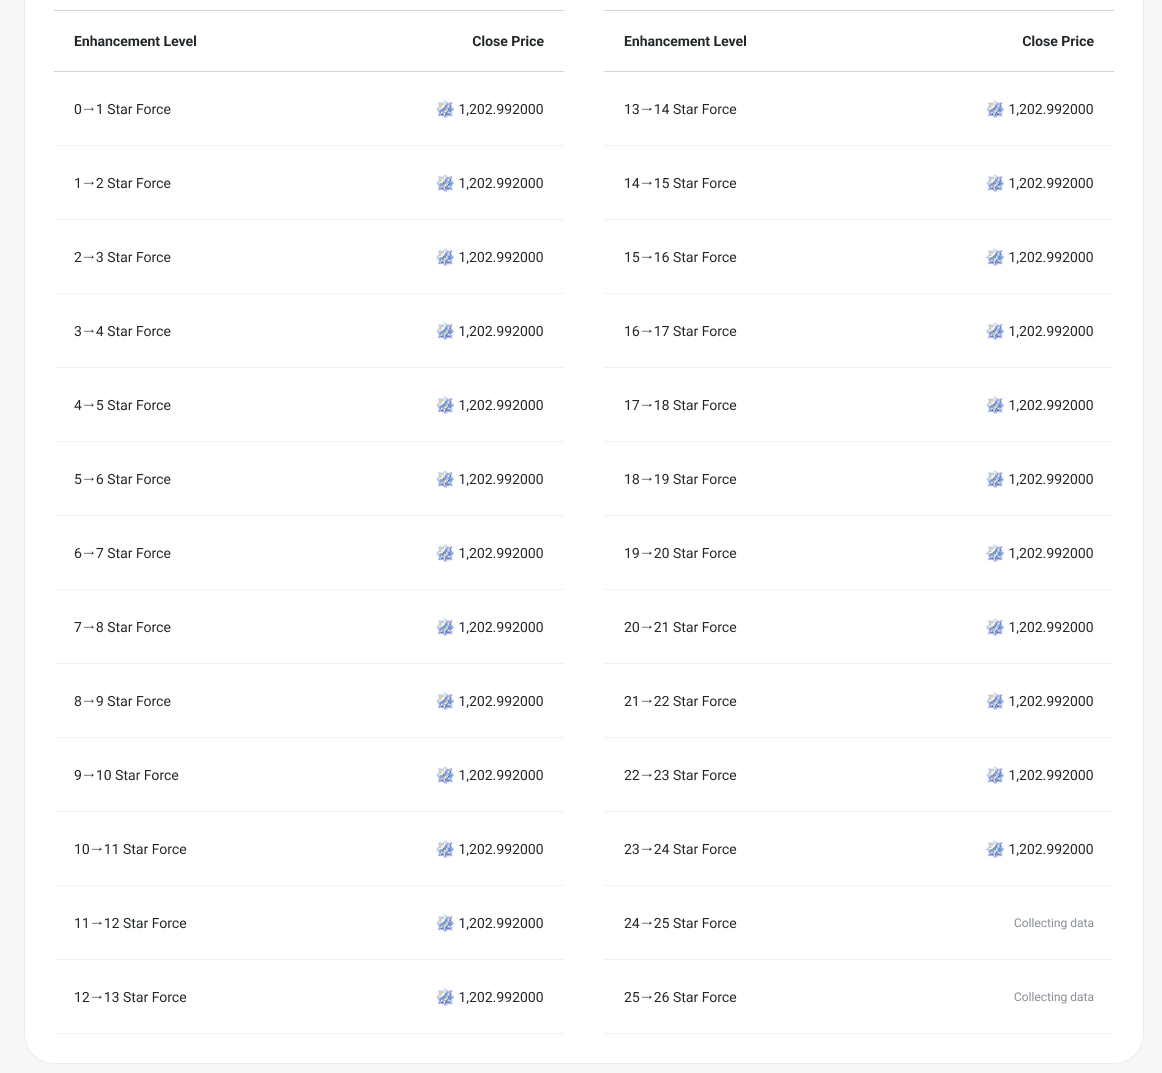 Enhancement Level Close Price
0→1 Star Force 1,202.992000
1→2 Star Force 1,202.992000
2→3 Star Force 1,202.992000
3→4 Star Force 1,202.992000
4→5 Star Force 1,202.992000
5→6 Star Force 1,202.992000
6→7 Star Force 1,202.992000
7→8 Star Force 1,202.992000
8→9 Star Force 1,202.992000
9→10 Star Force 1,202.992000
10→11 Star Force 1,202.992000
11→12 Star Force 1,202.992000
12→13 Star Force 1,202.992000
Enhancement Level Close Price
13→14 Star Force 1,202.992000
14→15 Star Force 1,202.992000
15→16 Star Force 1,202.992000
16→17 Star Force 1,202.992000
17→18 Star Force 1,202.992000
18→19 Star Force 1,202.992000
19→20 Star Force 1,202.992000
20→21 Star Force 1,202.992000
21→22 Star Force 1,202.992000
22→23 Star Force 1,202.992000
23→24 Star Force 1,202.992000
24→25 Star Force Collecting data
25→26 Star Force Collecting data